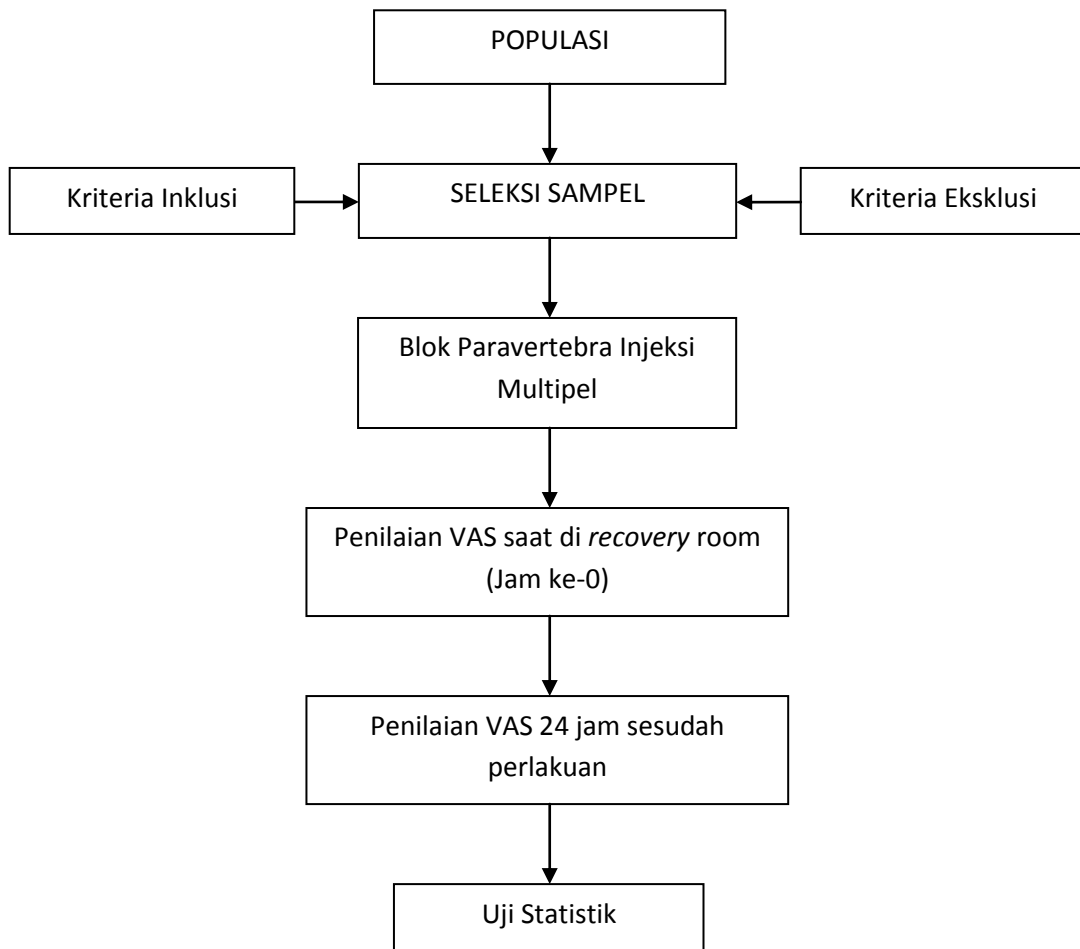 POPULASI
Kriteria Inklusi
SELEKSI SAMPEL
Kriteria Eksklusi
Blok Paravertebra Injeksi
Multipel
Penilaian VAS saat di recovery room
(Jam ke-0)
Penilaian VAS 24 jam sesudah
perlakuan
Uji Statistik